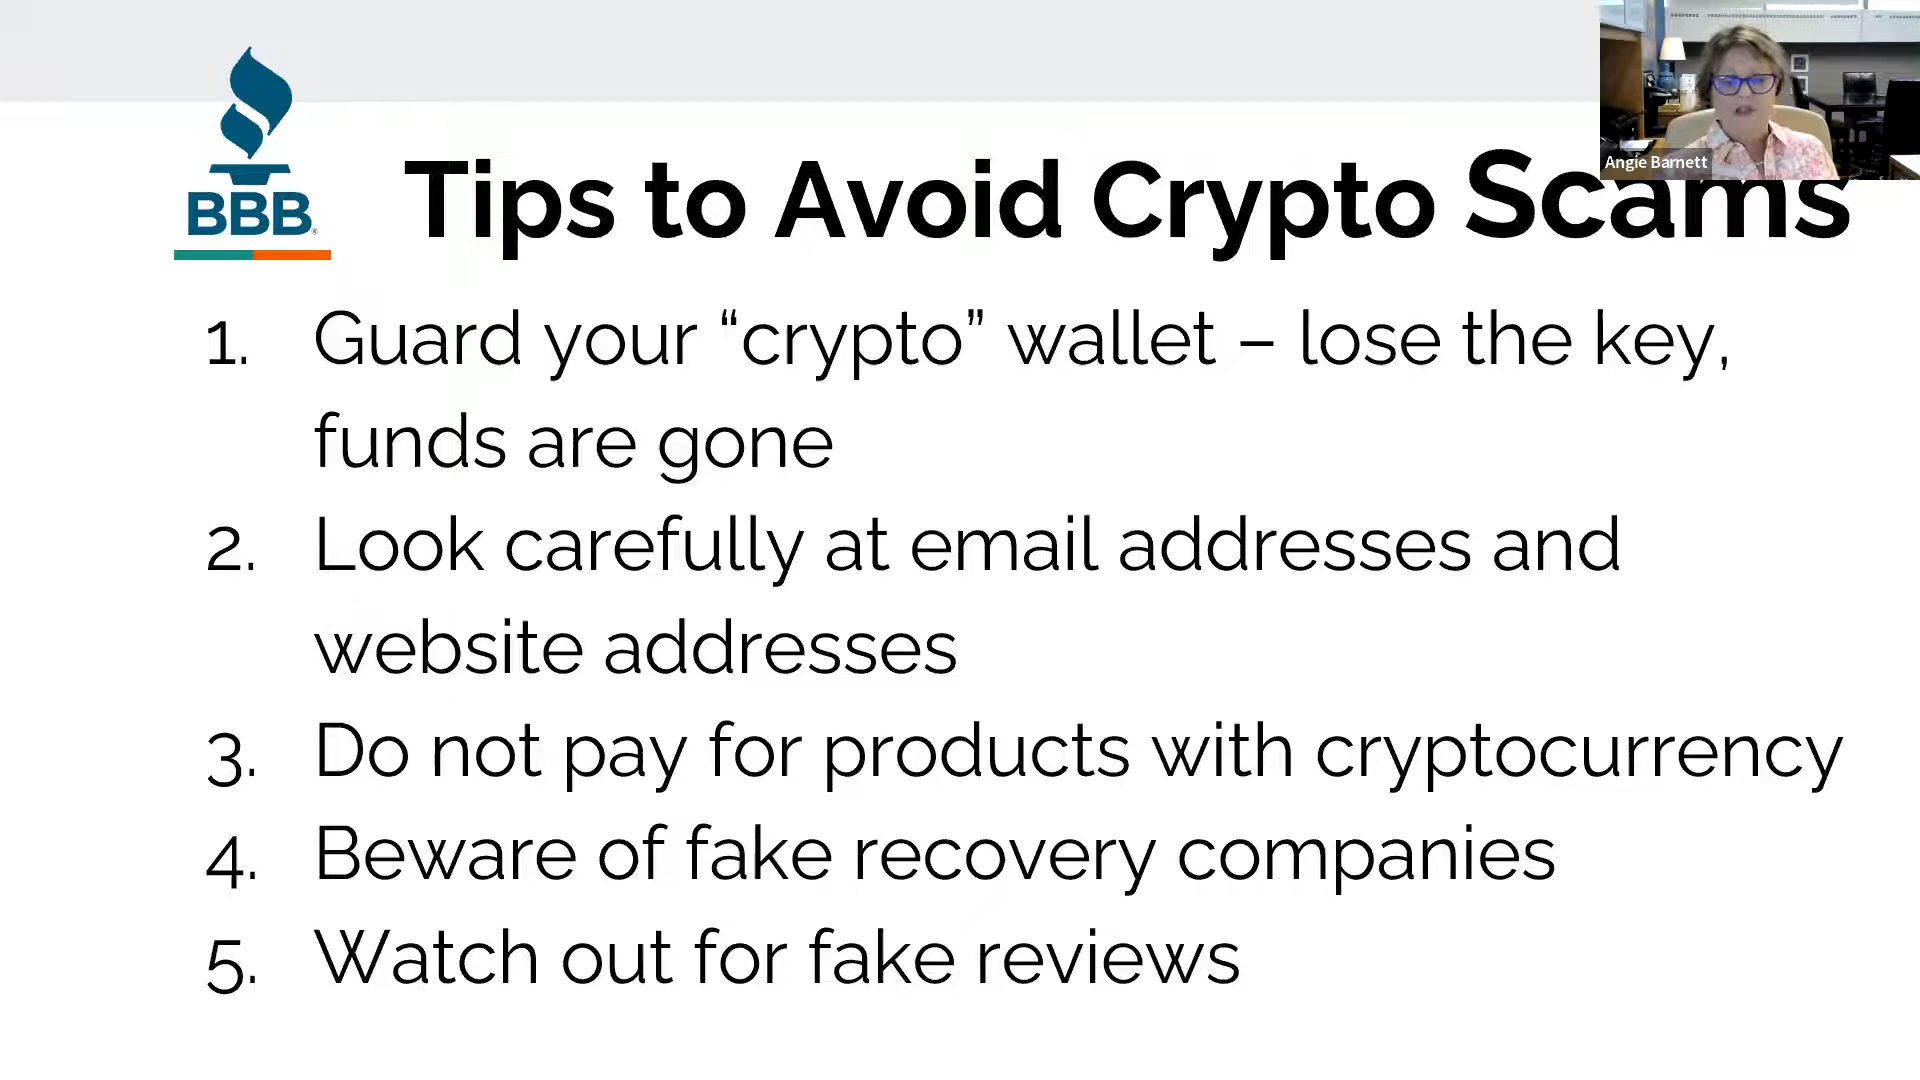 BBB®
Tips to Avoid Crypto Scams
Angie Barnett
1. Guard your “crypto” wallet – lose the key,
funds are gone
2. Look carefully at email addresses and
website addresses
3. Do not pay for products with cryptocurrency
4. Beware of fake recovery companies
5. Watch out for fake reviews